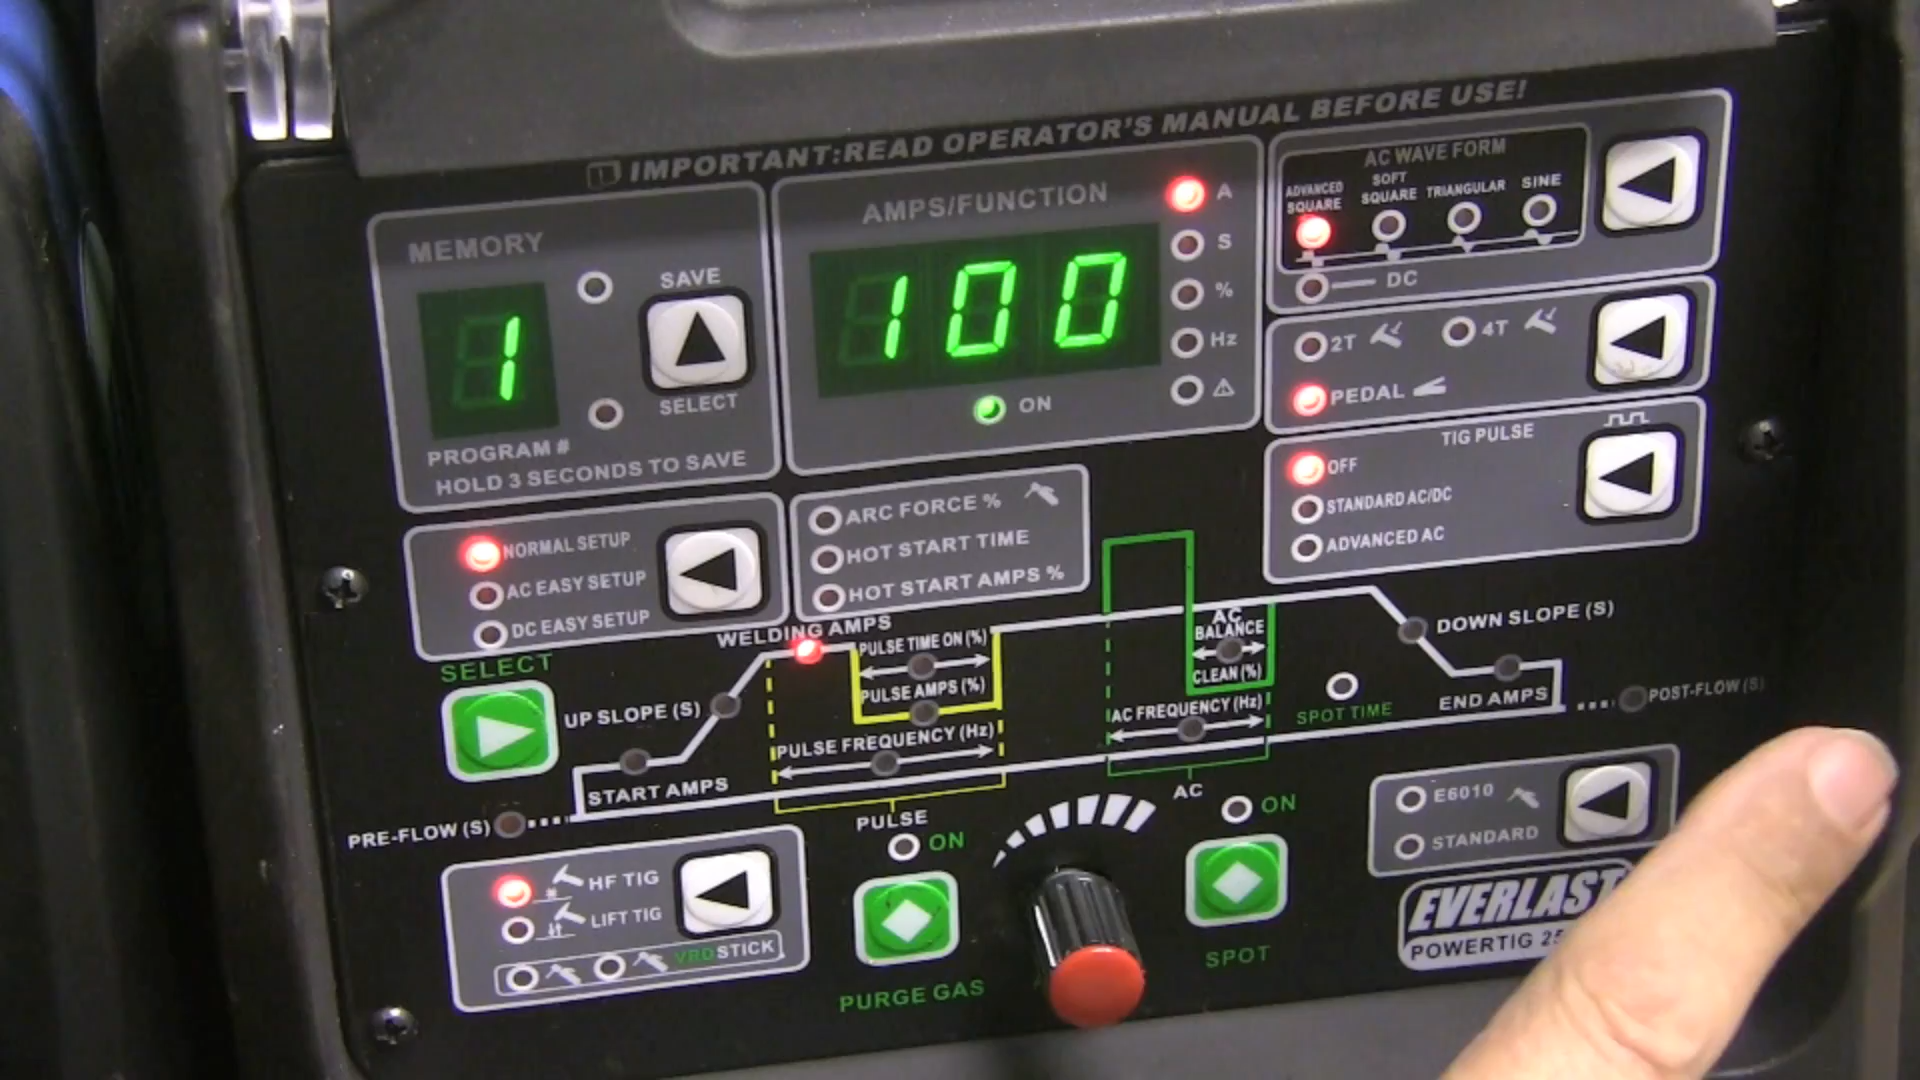 IMPORTANT:READ OPERATOR'S MANUAL BEFORE USE!
MEMORY
SAVE
1
SELECT
PROGRAM #
HOLD 3 SECONDS TO SAVE
AMPS/FUNCTION
100
ON
A
S
%
Hz
AC WAVE FORM
ADVANCED SQUARE
SOFT SQUARE
TRIANGULAR
SINE
DC
2T
4T
PEDAL
TIG PULSE
OFF
STANDARD AC/DC
ADVANCED AC
NORMAL SETUP
AC EASY SETUP
DC EASY SETUP
SELECT
ARC FORCE %
HOT START TIME
HOT START AMPS %
WELDING AMPS
PULSE TIME ON (%)
PULSE AMPS (%)
UP SLOPE (S)
PULSE FREQUENCY (Hz)
START AMPS
PRE-FLOW (S)
PULSE
AC BALANCE
CLEAN (%)
AC FREQUENCY (Hz)
AC
SPOT TIME
DOWN SLOPE (S)
END AMPS
POST-FLOW (S)
HF TIG
LIFT TIG
VRD STICK
ON
PURGE GAS
ON
SPOT
E6010
STANDARD
EVERLAST
POWERTIG